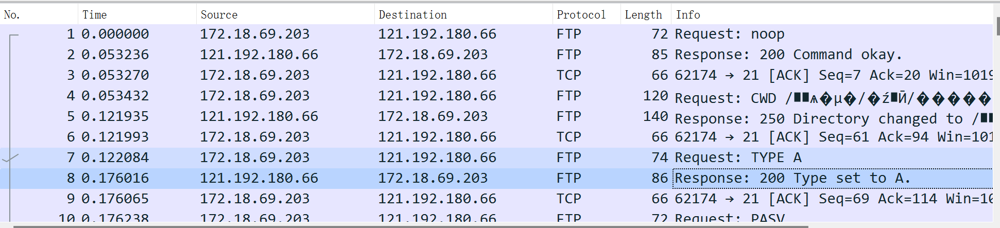 No. Time Source Destination Protocol Length Info
1 0.000000 172.18.69.203 121.192.180.66 FTP 72 Request: noop
2 0.053236 121.192.180.66 172.18.69.203 FTP 85 Response: 200 Command okay.
3 0.053270 172.18.69.203 121.192.180.66 TCP 66 62174 → 21 [ACK] Seq=7 Ack=20 Win=1019
4 0.053432 172.18.69.203 121.192.180.66 FTP 120 Request: CWD /▮▮ѧ�μ�/�ź▮Й/�����
5 0.121935 121.192.180.66 172.18.69.203 FTP 140 Response: 250 Directory changed to /▮▮
6 0.121993 172.18.69.203 121.192.180.66 TCP 66 62174 → 21 [ACK] Seq=61 Ack=94 Win=101
7 0.122084 172.18.69.203 121.192.180.66 FTP 74 Request: TYPE A
8 0.176016 121.192.180.66 172.18.69.203 FTP 86 Response: 200 Type set to A.
9 0.176065 172.18.69.203 121.192.180.66 TCP 66 62174 → 21 [ACK] Seq=69 Ack=114 Win=10
10 0.176238 172.18.69.203 121.192.180.66 FTP 72 Request: PASV